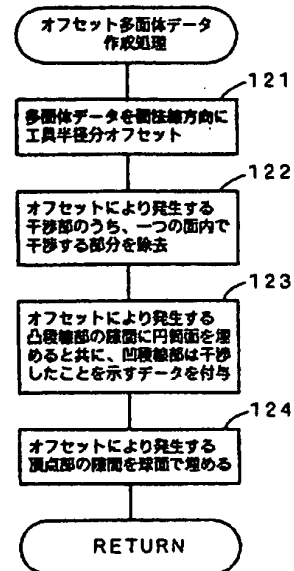 オフセット多面体データ
作成処理
121
多面体データを面法線方向に
工具半径分オフセット
122
オフセットにより発生する
干渉部のうち、一つの面内で
干渉する部分を除去
123
オフセットにより発生する
凸稜線部の隙間に円筒面を埋
めると共に、凹稜線部は干渉
したことを示すデータを付与
124
オフセットにより発生する
頂点部の隙間を球面で埋める
RETURN